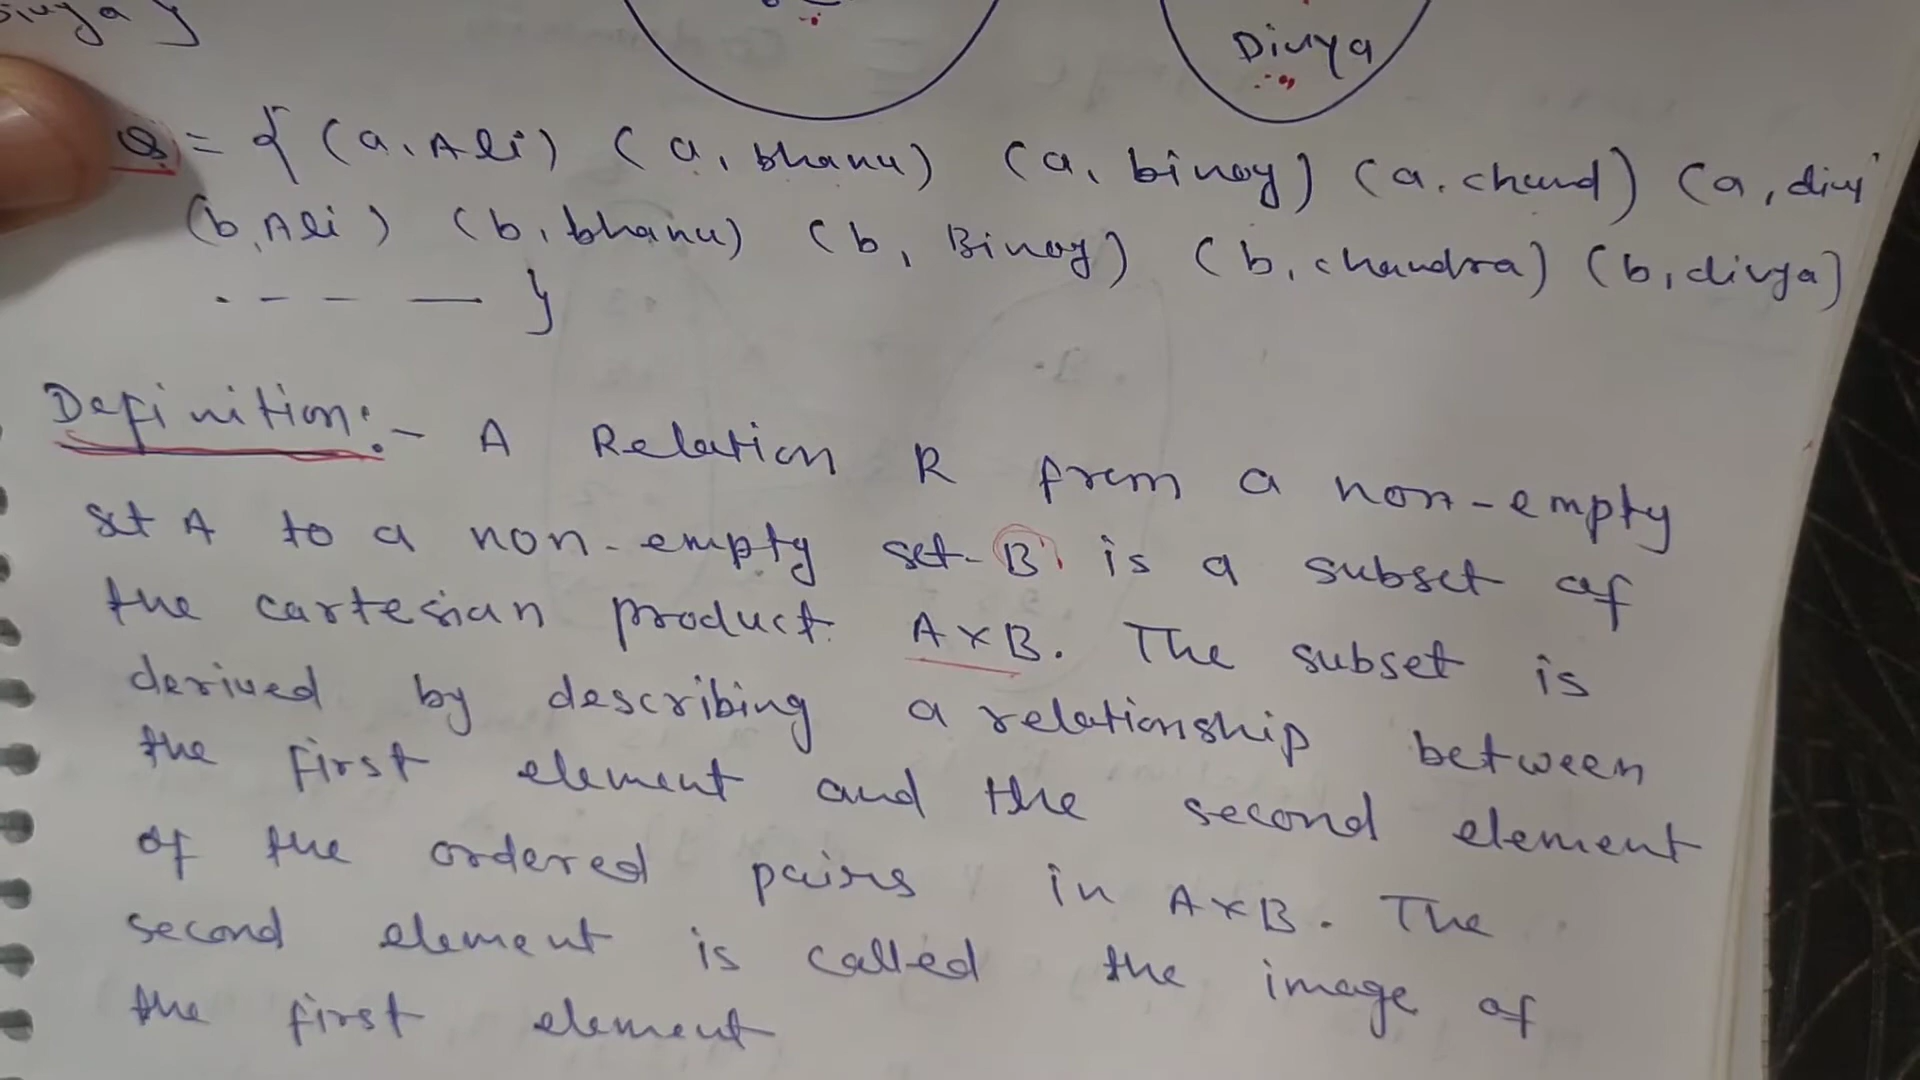 Divya }
Divya
Q = { (a, Ali) (a, bhanu) (a, binoy) (a, chand) (a, divy
(b, Ali) (b, bhanu) (b, Binoy) (b, chandra) (b, divya)
. - - — }
Definition:- A Relation R from a non-empty
set A to a non-empty set B is a subset of
the cartesian product A×B. The subset is
derived by describing a relationship between
the first element and the second element
of the ordered pairs in A×B. The
second element is called the image of
the first element